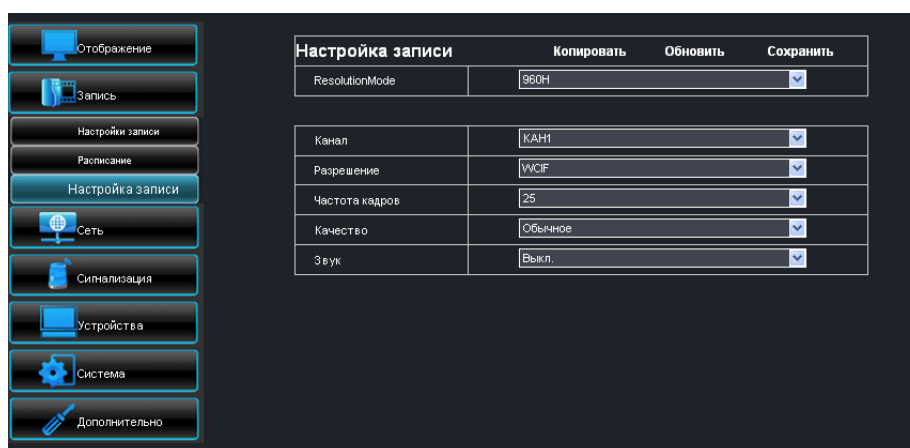 Отображение
Запись
Настройки записи
Расписание
Настройка записи
Сеть
Сигнализация
Устройства
Система
Дополнительно
Настройка записи Копировать Обновить Сохранить
ResolutionMode 960H
Канал КАН1
Разрешение WCIF
Частота кадров 25
Качество Обычное
Звук Выкл.